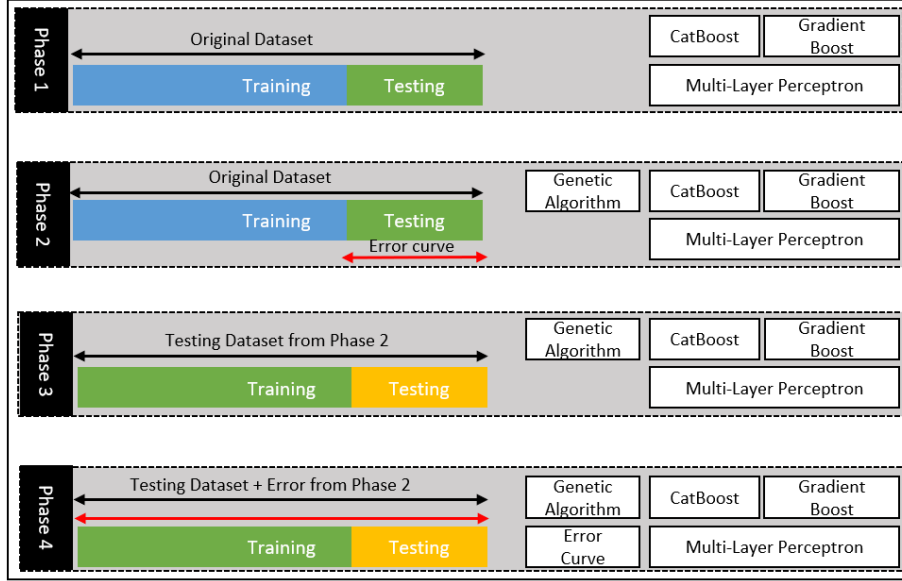 Phase 1
Original Dataset
Training
Testing
CatBoost
Gradient
Boost
Multi-Layer Perceptron
Phase 2
Original Dataset
Training
Testing
Error curve
Genetic
Algorithm
CatBoost
Gradient
Boost
Multi-Layer Perceptron
Phase 3
Testing Dataset from Phase 2
Training
Testing
Genetic
Algorithm
CatBoost
Gradient
Boost
Multi-Layer Perceptron
Phase 4
Testing Dataset + Error from Phase 2
Training
Testing
Genetic
Algorithm
CatBoost
Gradient
Boost
Error
Curve
Multi-Layer Perceptron